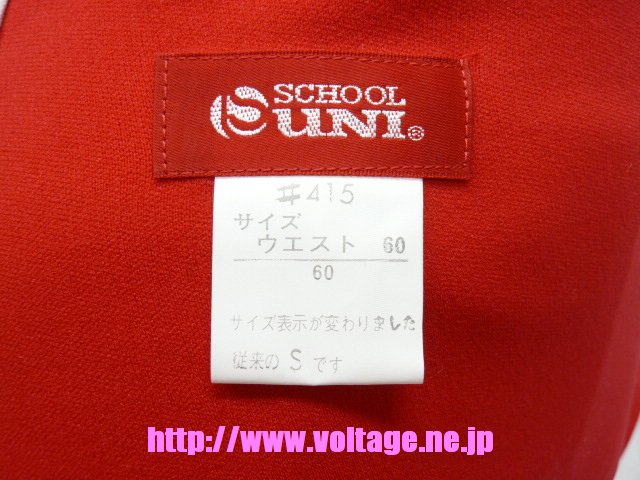 SCHOOL
UNI®
#415
サイズ
ウエスト 60
60
サイズ表示が変わりました
従来の S です
http://www.voltage.ne.jp